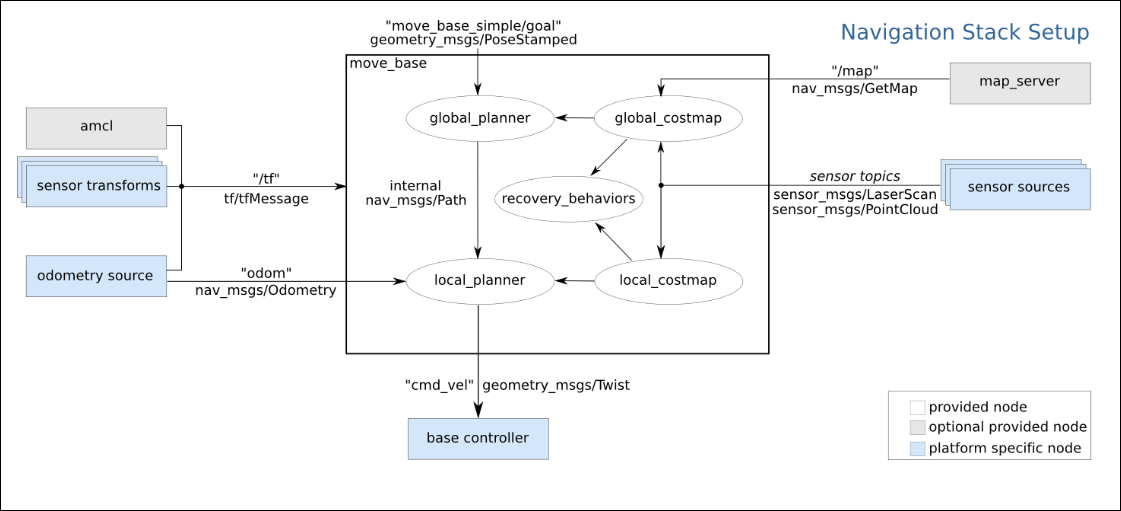 Navigation Stack Setup
"move_base_simple/goal"
geometry_msgs/PoseStamped
move_base
"/map"
nav_msgs/GetMap
map_server
global_planner
global_costmap
amcl
sensor transforms
"/tf"
tf/tfMessage
internal
nav_msgs/Path
recovery_behaviors
sensor topics
sensor_msgs/LaserScan
sensor_msgs/PointCloud
sensor sources
odometry source
"odom"
nav_msgs/Odometry
local_planner
local_costmap
"cmd_vel" geometry_msgs/Twist
base controller
provided node
optional provided node
platform specific node